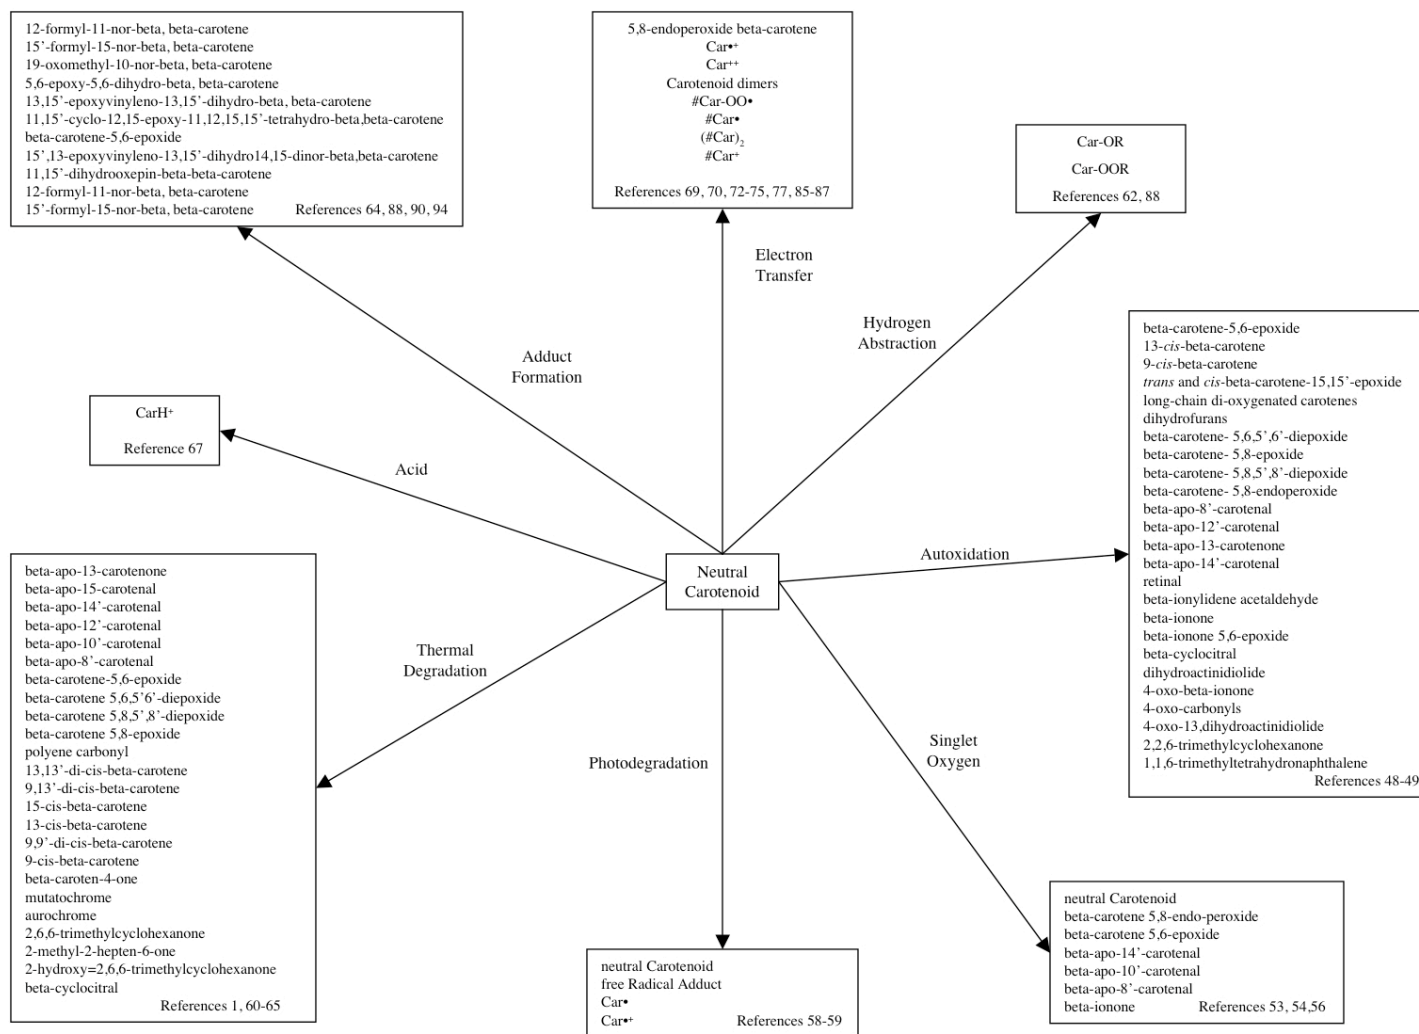 12-formyl-11-nor-beta, beta-carotene
15’-formyl-15-nor-beta, beta-carotene
19-oxomethyl-10-nor-beta, beta-carotene
5,6-epoxy-5,6-dihydro-beta, beta-carotene
13,15’-epoxyvinyleno-13,15’-dihydro-beta, beta-carotene
11,15’-cyclo-12,15-epoxy-11,12,15,15’-tetrahydro-beta,beta-carotene
beta-carotene-5,6-epoxide
15’,13-epoxyvinyleno-13,15’-dihydro14,15-dinor-beta,beta-carotene
11,15’-dihydrooxepin-beta-beta-carotene
12-formyl-11-nor-beta, beta-carotene
15’-formyl-15-nor-beta, beta-carotene References 64, 88, 90, 94
5,8-endoperoxide beta-carotene
Car•⁺
Car⁺⁺
Carotenoid dimers
#Car-OO•
#Car•
(#Car)₂
#Car⁺
References 69, 70, 72-75, 77, 85-87
Car-OR
Car-OOR
References 62, 88
Electron
Transfer
Hydrogen
Abstraction
Adduct
Formation
CarH⁺
Reference 67
Acid
beta-carotene-5,6-epoxide
13-cis-beta-carotene
9-cis-beta-carotene
trans and cis-beta-carotene-15,15’-epoxide
long-chain di-oxygenated carotenes
dihydrofurans
beta-carotene- 5,6,5’,6’-diepoxide
beta-carotene- 5,8-epoxide
beta-carotene- 5,8,5’,8’-diepoxide
beta-carotene- 5,8-endoperoxide
beta-apo-8’-carotenal
beta-apo-12’-carotenal
beta-apo-13-carotenone
beta-apo-14’-carotenal
retinal
beta-ionylidene acetaldehyde
beta-ionone
beta-ionone 5,6-epoxide
beta-cyclocitral
dihydroactinidiolide
4-oxo-beta-ionone
4-oxo-carbonyls
4-oxo-13,dihydroactinidiolide
2,2,6-trimethylcyclohexanone
1,1,6-trimethyltetrahydronaphthalene
References 48-49
Autoxidation
Neutral
Carotenoid
Thermal
Degradation
Photodegradation
Singlet
Oxygen
beta-apo-13-carotenone
beta-apo-15-carotenal
beta-apo-14’-carotenal
beta-apo-12’-carotenal
beta-apo-10’-carotenal
beta-apo-8’-carotenal
beta-carotene-5,6-epoxide
beta-carotene 5,6,5’6’-diepoxide
beta-carotene 5,8,5’,8’-diepoxide
beta-carotene 5,8-epoxide
polyene carbonyl
13,13’-di-cis-beta-carotene
9,13’-di-cis-beta-carotene
15-cis-beta-carotene
13-cis-beta-carotene
9,9’-di-cis-beta-carotene
9-cis-beta-carotene
beta-caroten-4-one
mutatochrome
aurochrome
2,6,6-trimethylcyclohexanone
2-methyl-2-hepten-6-one
2-hydroxy=2,6,6-trimethylcyclohexanone
beta-cyclocitral
References 1, 60-65
neutral Carotenoid
free Radical Adduct
Car•
Car•⁺ References 58-59
neutral Carotenoid
beta-carotene 5,8-endo-peroxide
beta-carotene 5,6-epoxide
beta-apo-14’-carotenal
beta-apo-10’-carotenal
beta-apo-8’-carotenal
beta-ionone References 53, 54,56